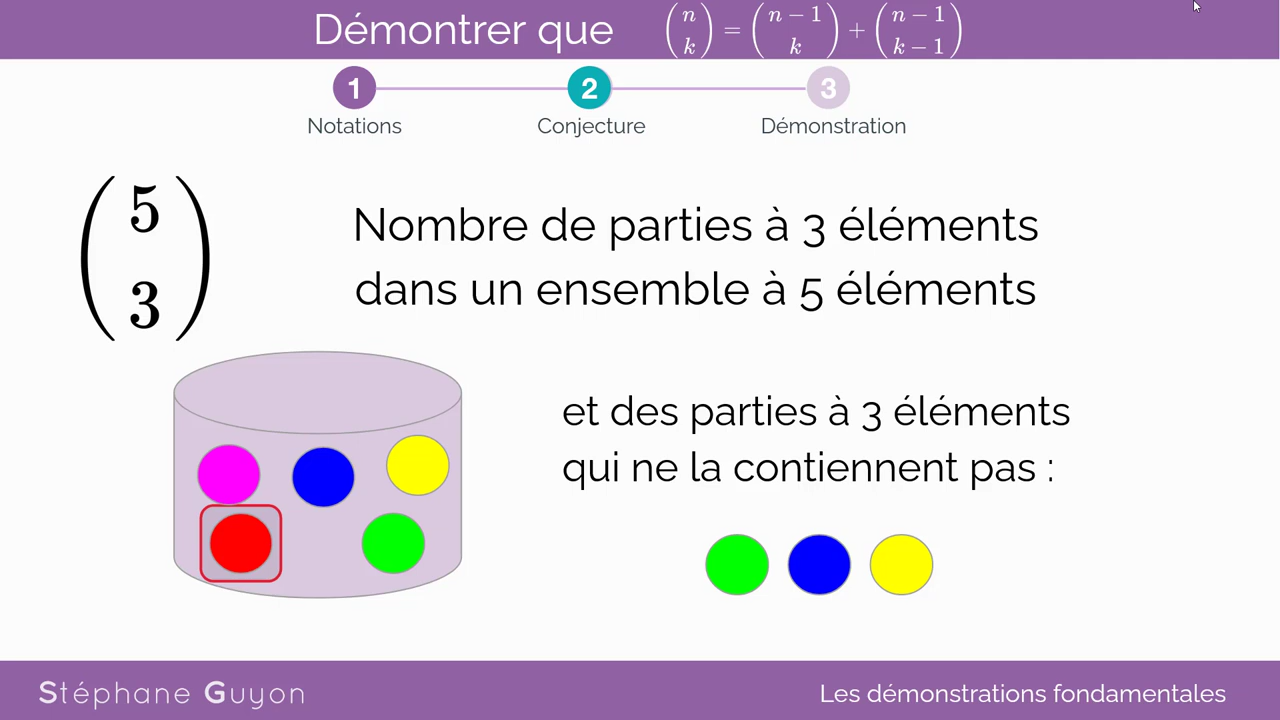 Démontrer que (n k) = (n − 1 k) + (n − 1 k − 1)
1 2 3
Notations Conjecture Démonstration
(5 3)
Nombre de parties à 3 éléments
dans un ensemble à 5 éléments
et des parties à 3 éléments
qui ne la contiennent pas :
Stéphane Guyon
Les démonstrations fondamentales